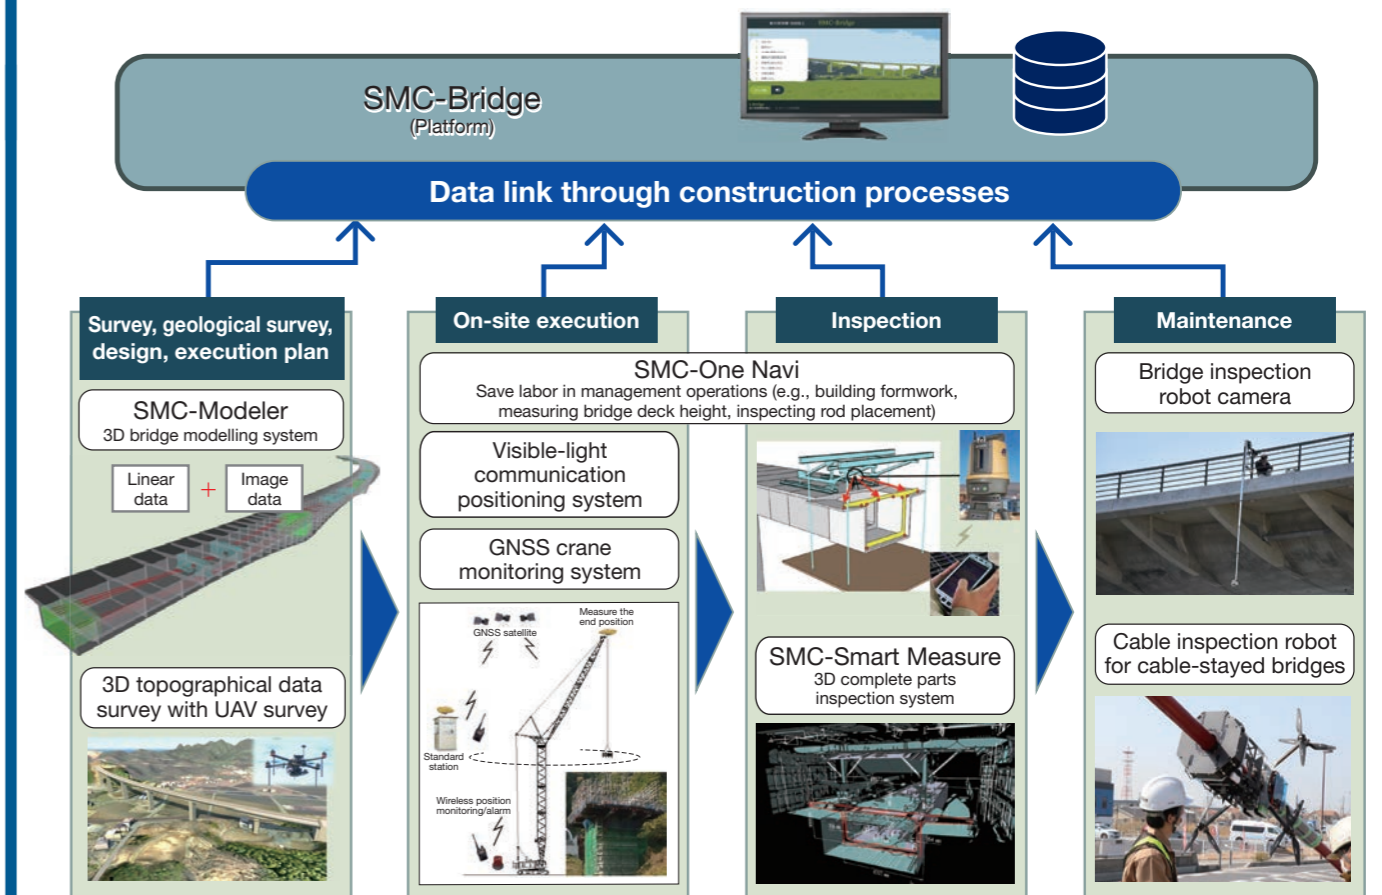 SMC-Bridge
(Platform)
SMC-Bridge
Data link through construction processes
Survey, geological survey,
design, execution plan
SMC-Modeler
3D bridge modelling system
Linear
data
+
Image
data
3D topographical data
survey with UAV survey
On-site execution
Inspection
SMC-One Navi
Save labor in management operations (e.g., building formwork,
measuring bridge deck height, inspecting rod placement)
Visible-light
communication
positioning system
GNSS crane
monitoring system
Measure the
end position
GNSS satellite
Standard
station
Wireless position
monitoring/alarm
SMC-Smart Measure
3D complete parts
inspection system
Maintenance
Bridge inspection
robot camera
Cable inspection robot
for cable-stayed bridges